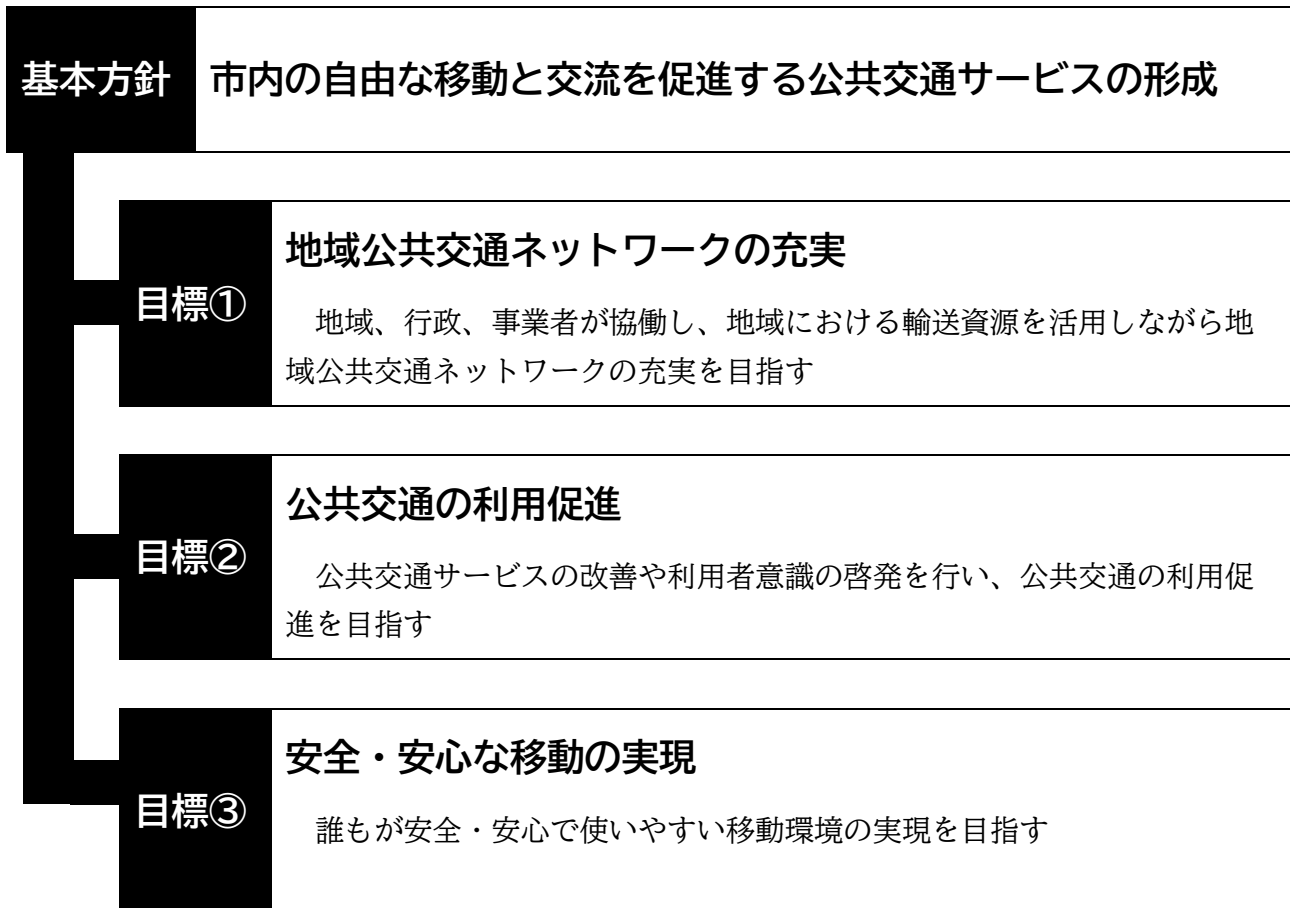 基本方針 市内の自由な移動と交流を促進する公共交通サービスの形成
目標①
地域公共交通ネットワークの充実
地域、行政、事業者が協働し、地域における輸送資源を活用しながら地
域公共交通ネットワークの充実を目指す
目標②
公共交通の利用促進
公共交通サービスの改善や利用者意識の啓発を行い、公共交通の利用促
進を目指す
目標③
安全・安心な移動の実現
誰もが安全・安心で使いやすい移動環境の実現を目指す